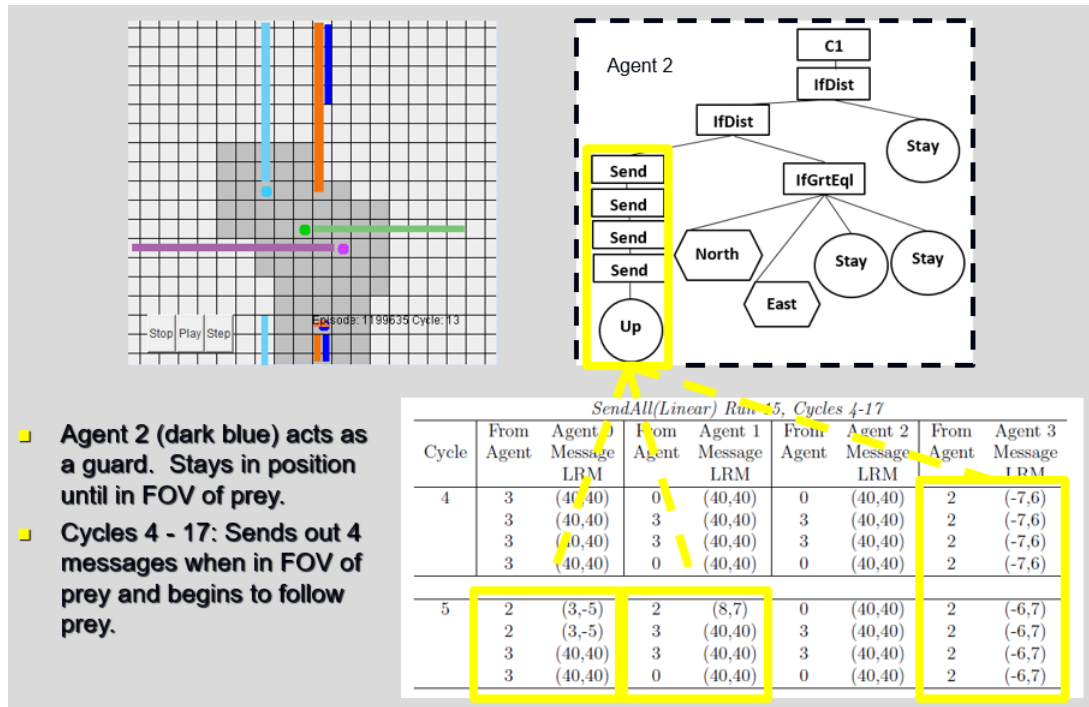 Stop Play Step
Episode: 1199635 Cycle: 13
Agent 2
C1
IfDist
IfDist
Stay
Send
IfGrtEql
Send
Send
Send
North
Stay
Stay
East
Up
Agent 2 (dark blue) acts as
a guard. Stays in position
until in FOV of prey.
Cycles 4 - 17: Sends out 4
messages when in FOV of
prey and begins to follow
prey.
SendAll(Linear) Run 15, Cycles 4-17
From Agent 0 From Agent 1 From Agent 2 From Agent 3
Cycle Agent Message Agent Message Agent Message Agent Message
LRM LRM LRM LRM
4 3 (40,40) 0 (40,40) 0 (40,40) 2 (-7,6)
3 (40,40) 3 (40,40) 3 (40,40) 2 (-7,6)
3 (40,40) 3 (40,40) 3 (40,40) 2 (-7,6)
3 (40,40) 0 (40,40) 0 (40,40) 2 (-7,6)
5 2 (3,-5) 2 (8,7) 0 (40,40) 2 (-6,7)
2 (3,-5) 3 (40,40) 3 (40,40) 2 (-6,7)
3 (40,40) 3 (40,40) 3 (40,40) 2 (-6,7)
3 (40,40) 0 (40,40) 0 (40,40) 2 (-6,7)